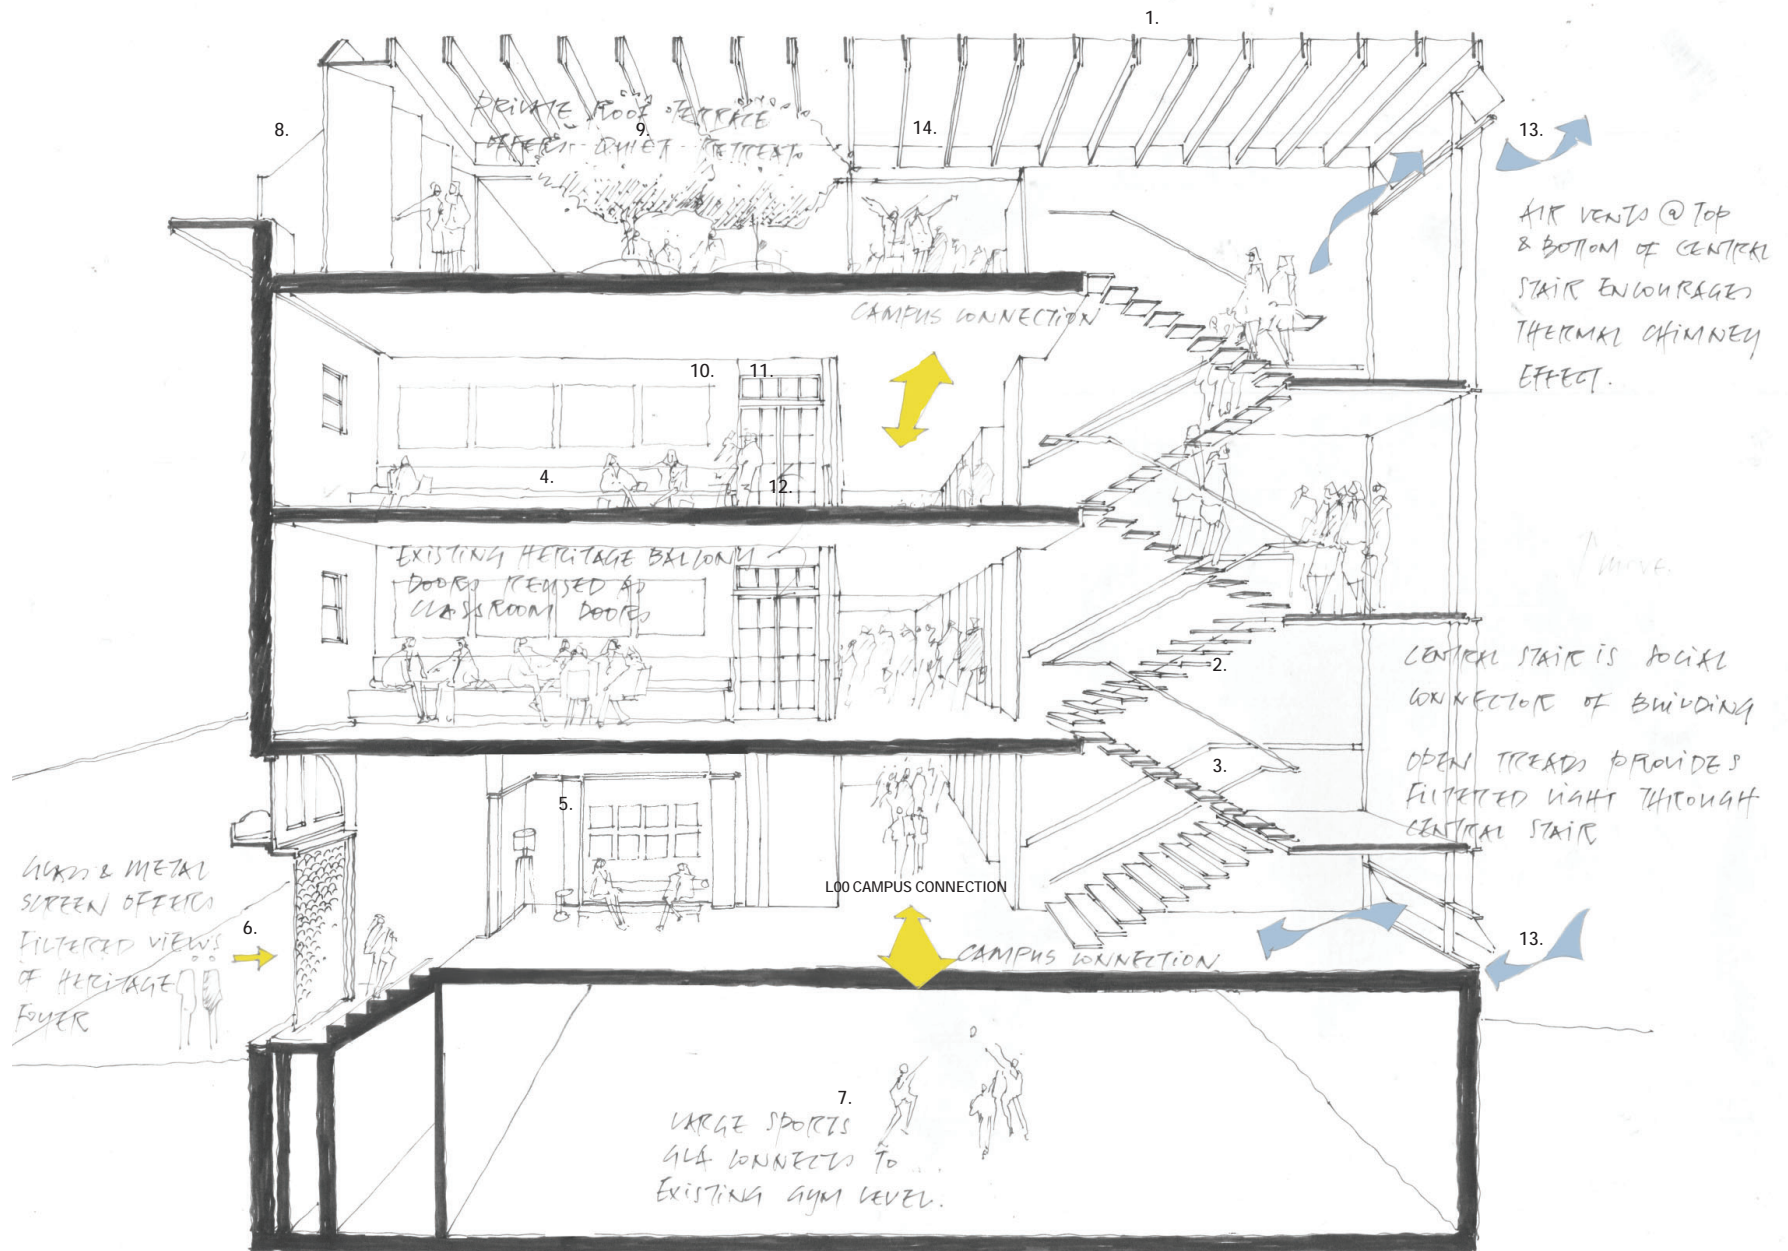 1.
PRIVATE ROOF TERRACE
OFFERS QUIET RETREAT.
8.
9.
14.
13.
AIR VENTS @ TOP
& BOTTOM OF CENTRAL
STAIR ENCOURAGES
THERMAL CHIMNEY
EFFECT.
CAMPUS CONNECTION
10.
11.
4.
12.
EXISTING HERITAGE BALCONY
DOORS REUSED AS
CLASSROOM DOORS
MOVE.
2.
CENTRAL STAIR IS SOCIAL
CONNECTOR OF BUILDING
OPEN TREADS PROVIDES
FILTERED LIGHT THROUGH
CENTRAL STAIR
3.
5.
GLASS & METAL
SCREEN OFFERS
FILTERED VIEWS
OF HERITAGE
FOYER
6.
L00 CAMPUS CONNECTION
CAMPUS CONNECTION
13.
7.
LARGE SPORTS
GLA CONNECTS TO
EXISTING GYM LEVEL.